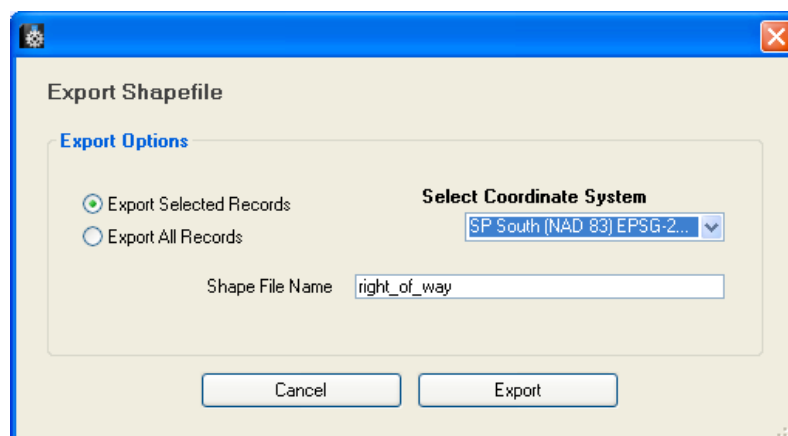 Export Shapefile
Export Options
Export Selected Records
Export All Records
Select Coordinate System
SP South (NAD 83) EPSG-2...
Shape File Name
right_of_way
Cancel
Export